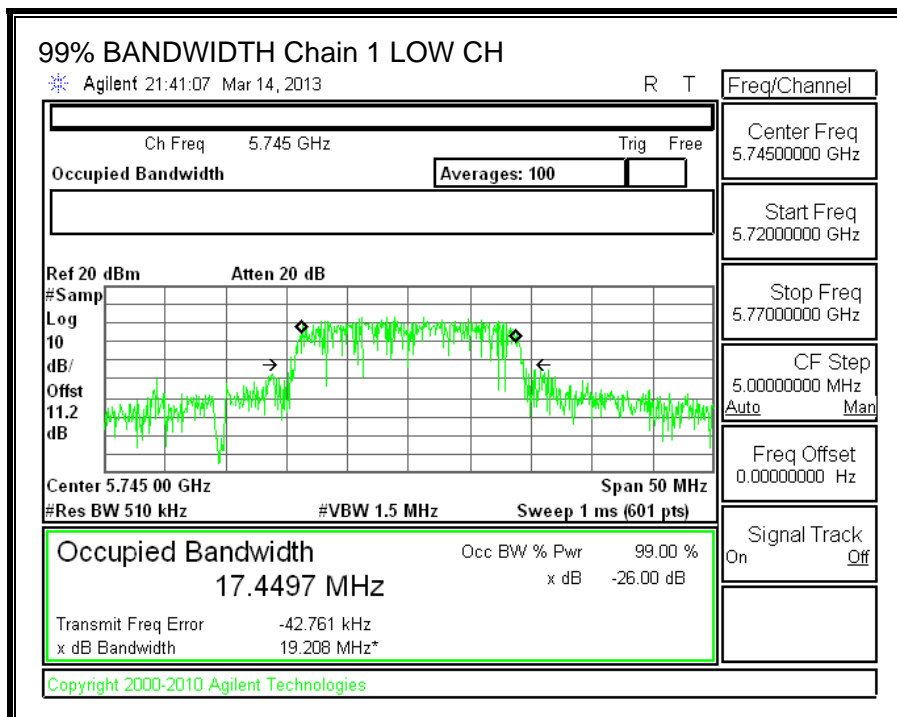 99% BANDWIDTH Chain 1 LOW CH
Agilent 21:41:07 Mar 14, 2013 R T
Freq/Channel
Ch Freq 5.745 GHz Trig Free
Occupied Bandwidth Averages: 100
Center Freq
5.74500000 GHz
Start Freq
5.72000000 GHz
Stop Freq
5.77000000 GHz
CF Step
5.00000000 MHz
Auto Man
Freq Offset
0.00000000 Hz
Signal Track
On Off
Ref 20 dBm Atten 20 dB
#Samp
Log
10
dB/
Offst
11.2
dB
Center 5.745 00 GHz Span 50 MHz
#Res BW 510 kHz #VBW 1.5 MHz Sweep 1 ms (601 pts)
Occupied Bandwidth Occ BW % Pwr 99.00 %
17.4497 MHz x dB -26.00 dB
Transmit Freq Error -42.761 kHz
x dB Bandwidth 19.208 MHz*
Copyright 2000-2010 Agilent Technologies